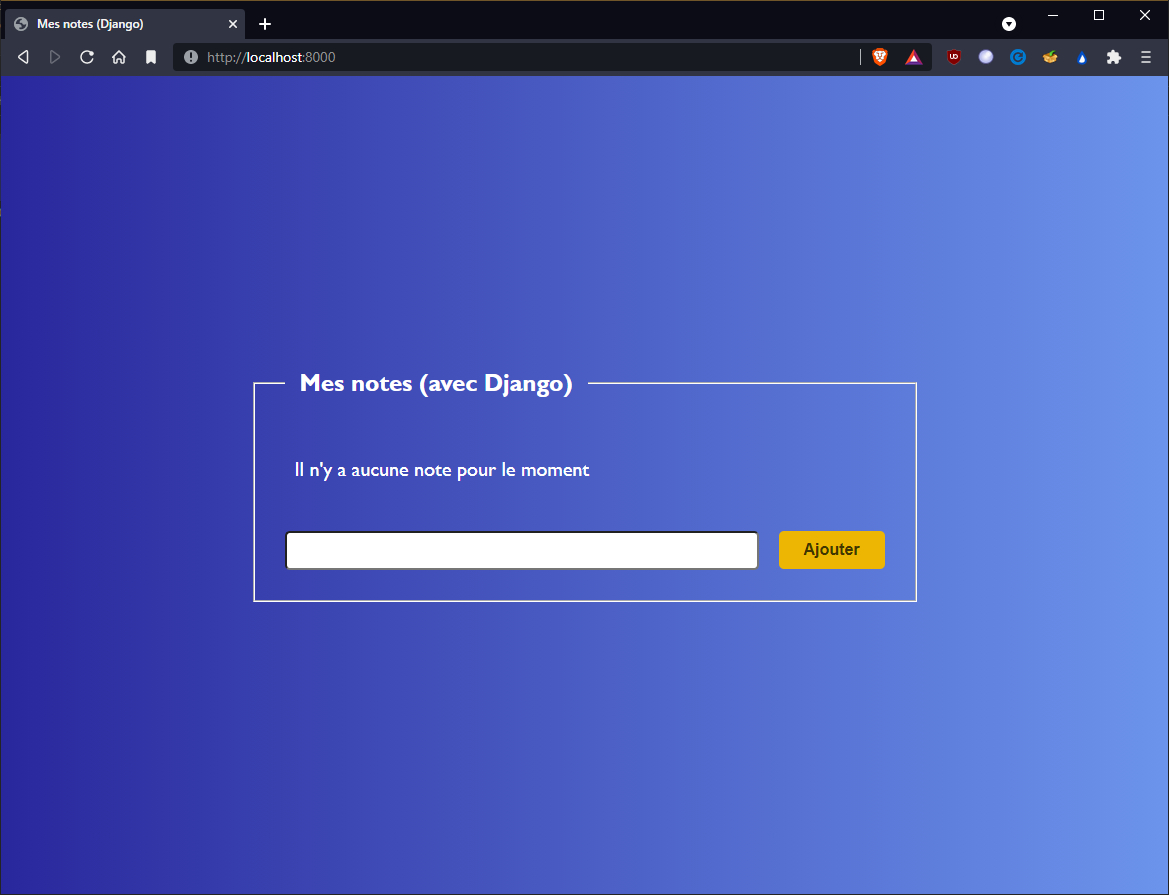 Mes notes (Django)
http://localhost:8000
Mes notes (avec Django)
Il n'y a aucune note pour le moment
Ajouter